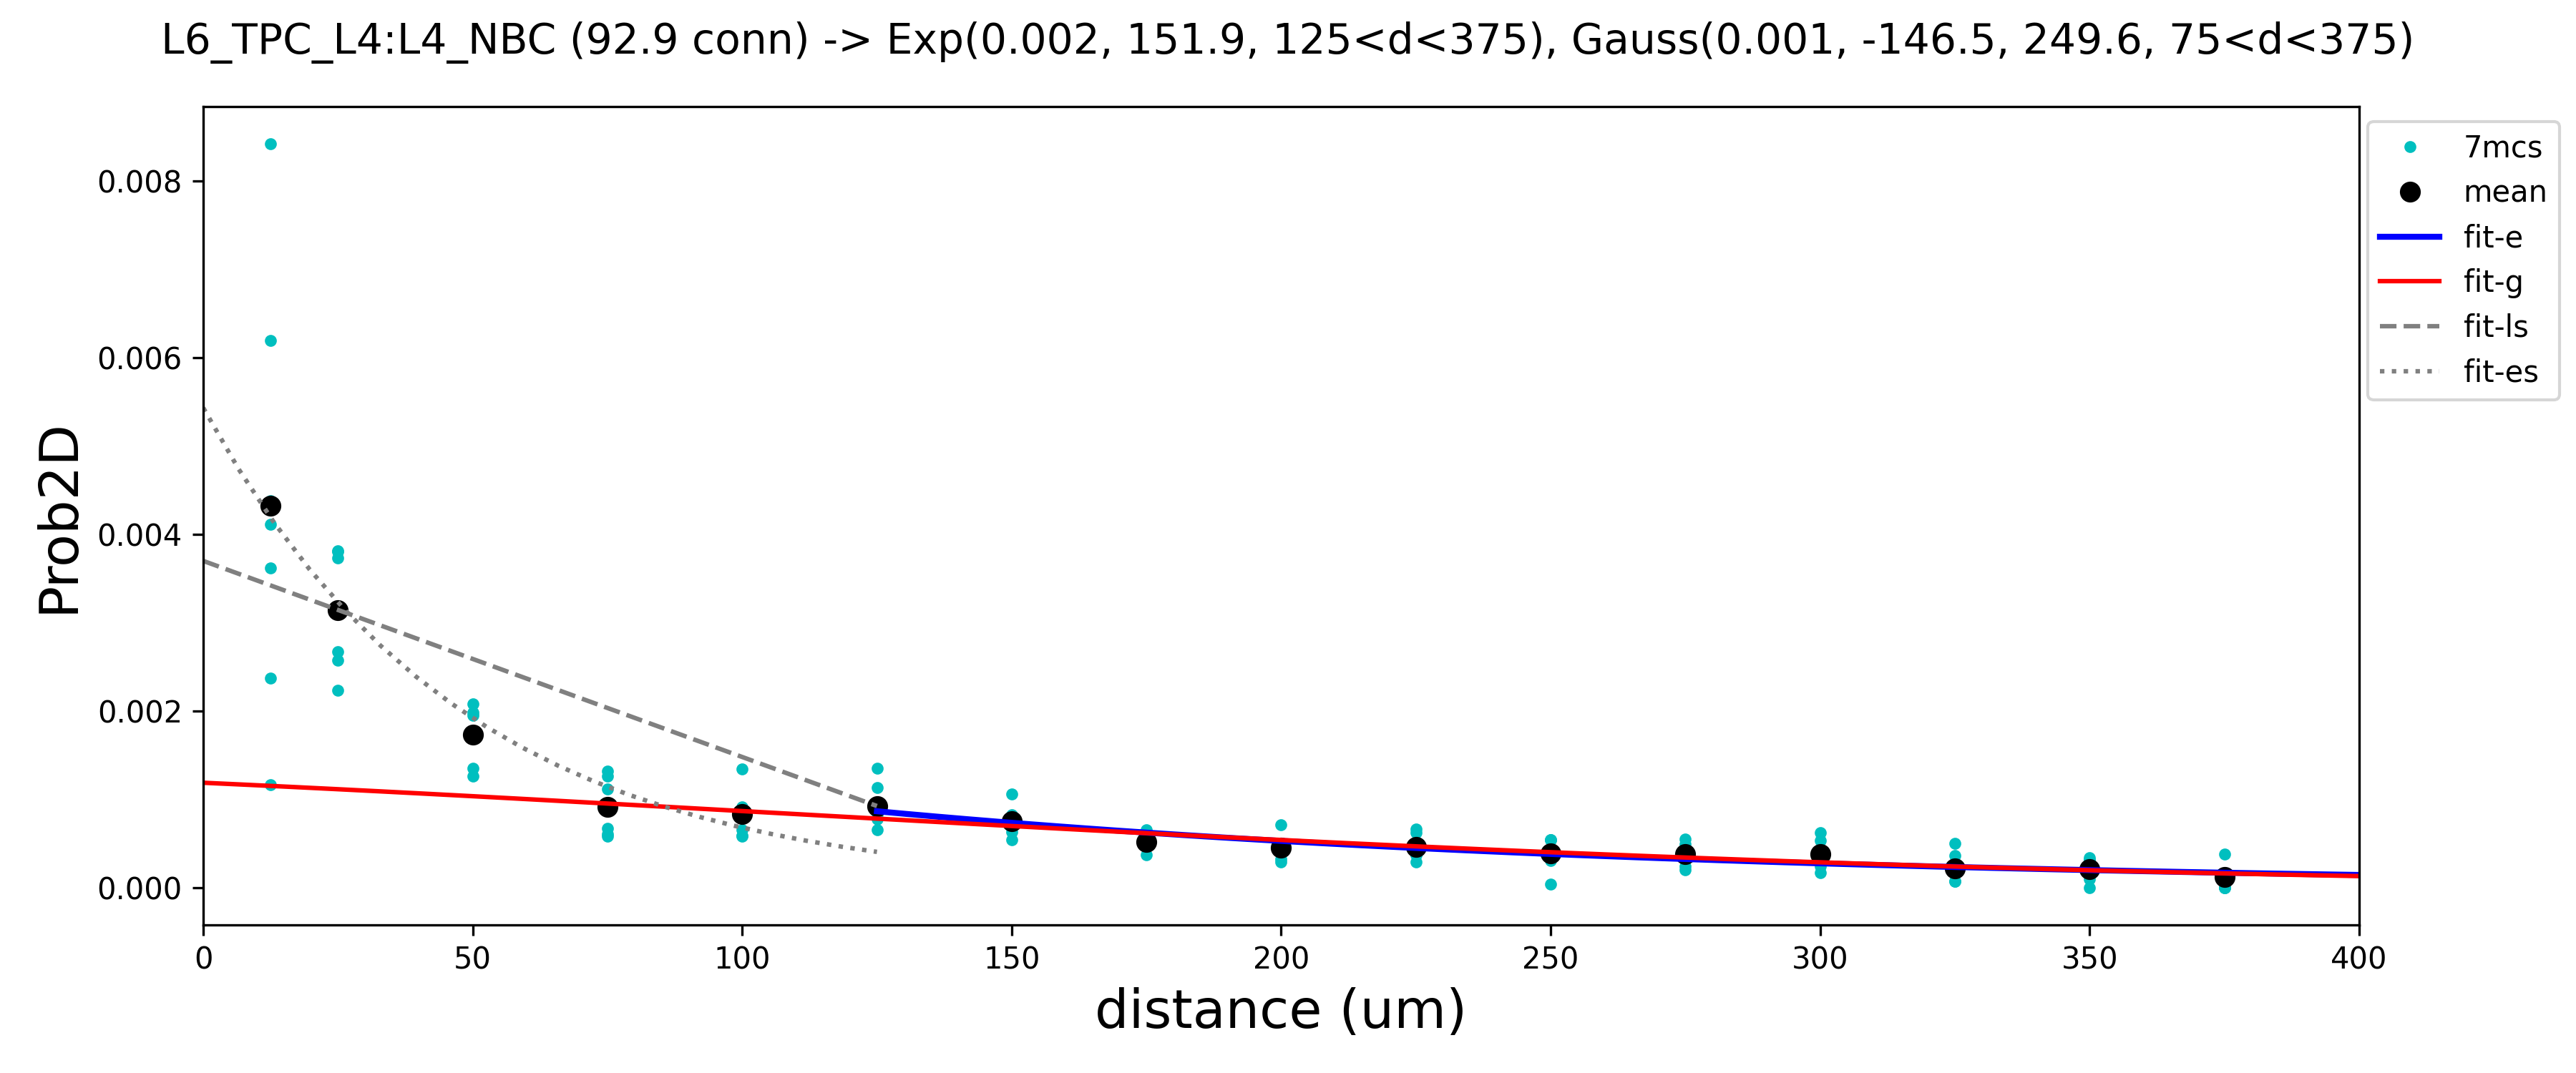 L6_TPC_L4:L4_NBC (92.9 conn) -> Exp(0.002, 151.9, 125<d<375), Gauss(0.001, -146.5, 249.6, 75<d<375)
7mcs
mean
fit-e
fit-g
fit-ls
fit-es
Prob2D
0.008
0.006
0.004
0.002
0.000
0 50 100 150 200 250 300 350 400
distance (um)